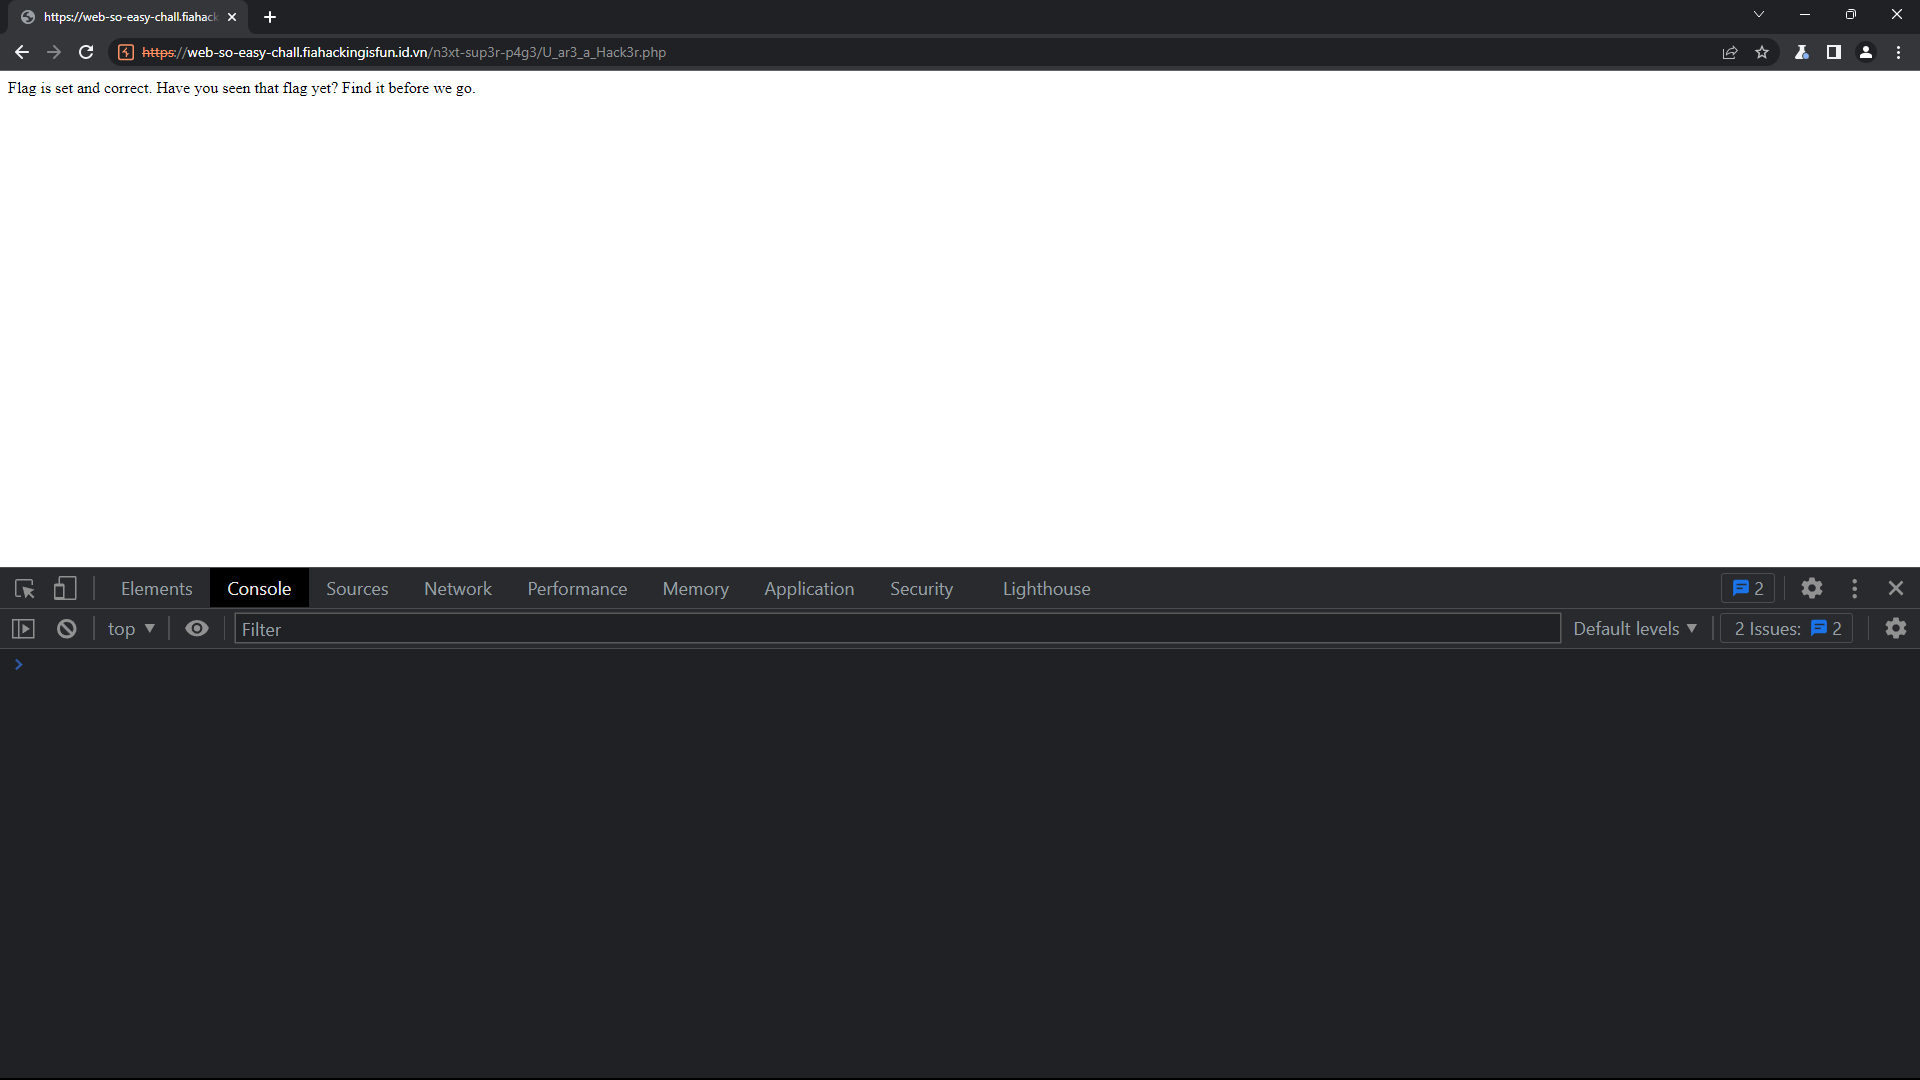 https://web-so-easy-chall.fiahack
https://web-so-easy-chall.fiahackingisfun.id.vn/n3xt-sup3r-p4g3/U_ar3_a_Hack3r.php
Flag is set and correct. Have you seen that flag yet? Find it before we go.
Elements Console Sources Network Performance Memory Application Security Lighthouse 2
top Filter Default levels 2 Issues: 2